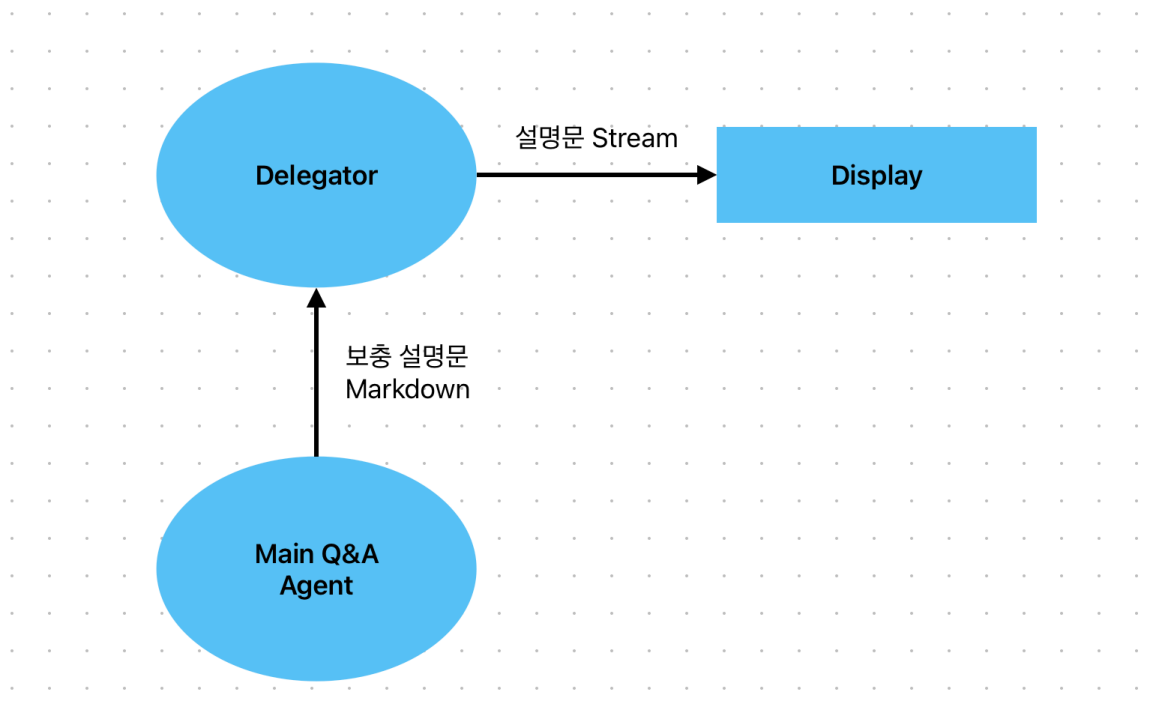 설명문 Stream
Delegator
Display
보충 설명문
Markdown
Main Q&A
Agent